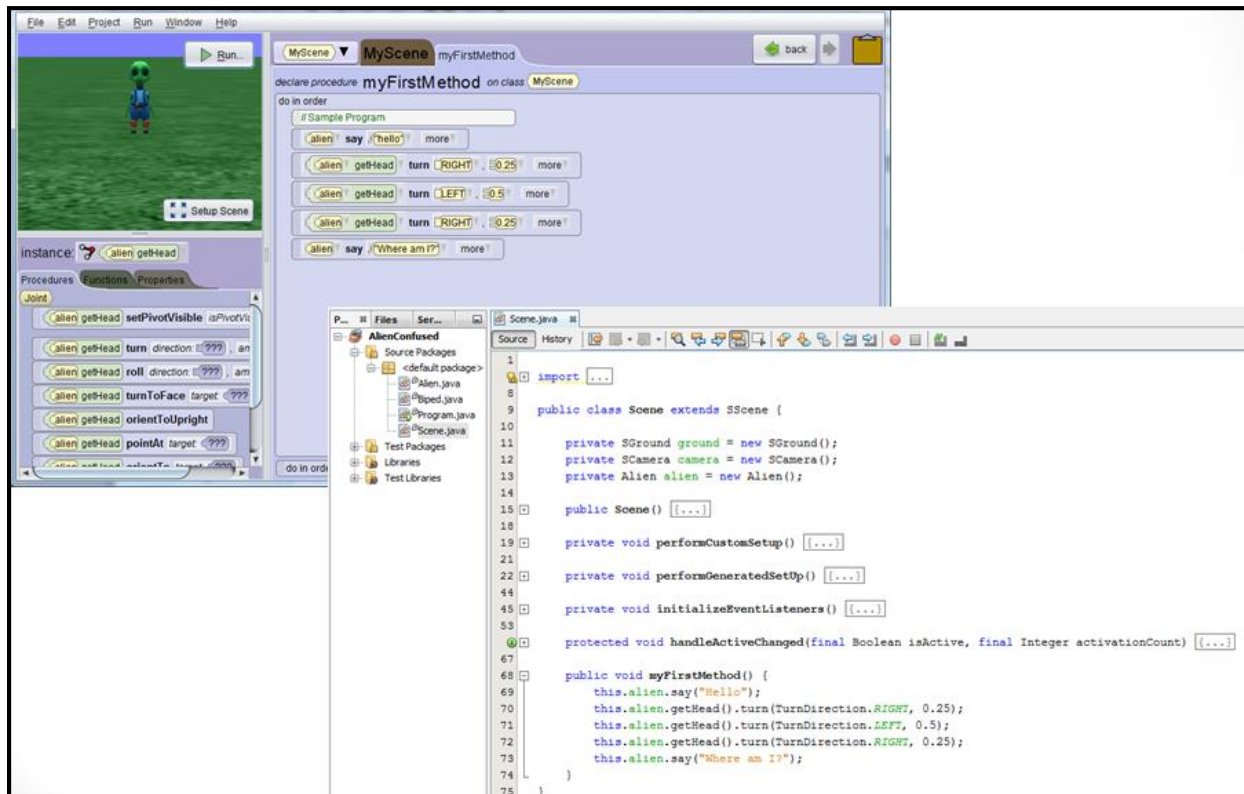 File Edit Project Run Window Help
Run...
Setup Scene
instance: alien getHead
Procedures Functions Properties
Joint
alien getHead setPivotVisible
alien getHead turn direction: ??? , am
alien getHead roll direction: ??? , am
alien getHead turnToFace target: ???
alien getHead orientToUpright
alien getHead pointAt target: ???
MyScene MyScene myFirstMethod
back
declare procedure myFirstMethod on class MyScene
do in order
//Sample Program
alien say "hello" more
alien getHead turn RIGHT , 0.25 more
alien getHead turn LEFT , 0.5 more
alien getHead turn RIGHT , 0.25 more
alien say "Where am I?" more
do in orde
P... Files Ser...
AlienConfused
Source Packages
<default package>
Alien.java
Biped.java
Program.java
Scene.java
Test Packages
Libraries
Test Libraries
Scene.java
Source History
1
import ...
8
9 public class Scene extends SScene {
10
11 private SGround ground = new SGround();
12 private SCamera camera = new SCamera();
13 private Alien alien = new Alien();
14
15 public Scene() {...}
18
19 private void performCustomSetup() {...}
21
22 private void performGeneratedSetUp() {...}
44
45 private void initializeEventListeners() {...}
53
protected void handleActiveChanged(final Boolean isActive, final Integer activationCount) {...}
67
68 public void myFirstMethod() {
69 this.alien.say("Hello");
70 this.alien.getHead().turn(TurnDirection.RIGHT, 0.25);
71 this.alien.getHead().turn(TurnDirection.LEFT, 0.5);
72 this.alien.getHead().turn(TurnDirection.RIGHT, 0.25);
73 this.alien.say("Where am I?");
74 }
75 }